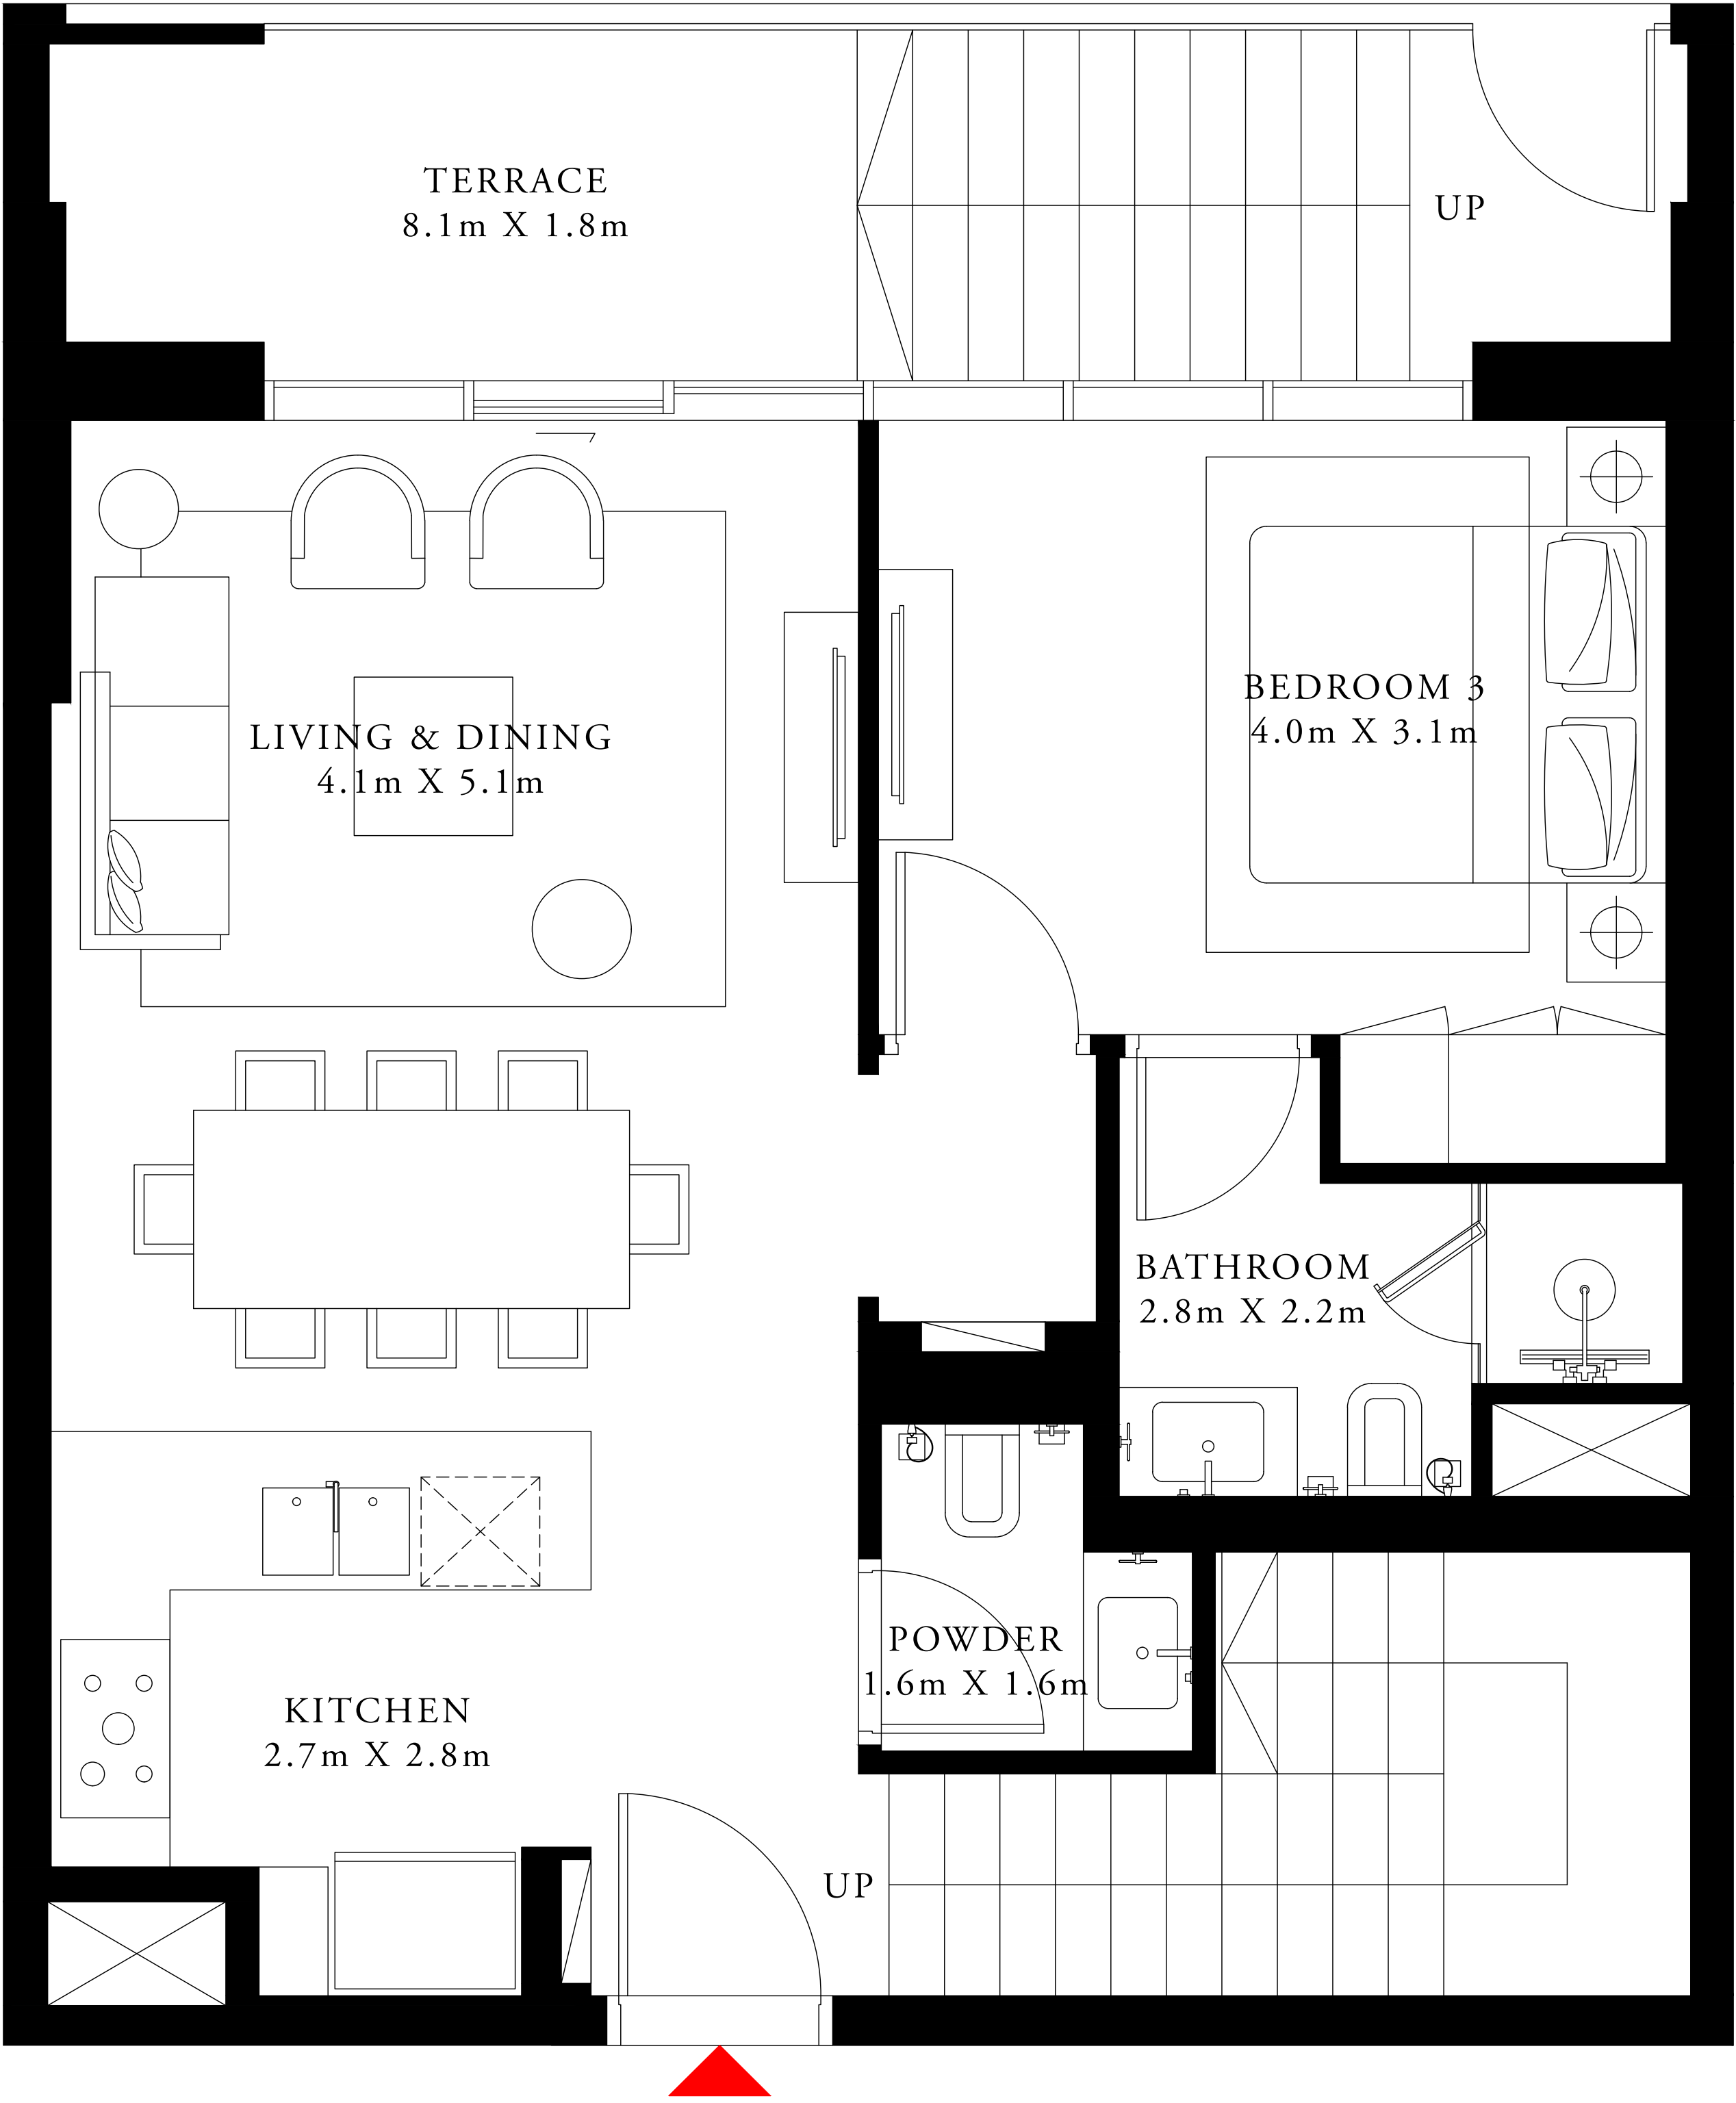 TERRACE
8.1m X 1.8m
UP
BEDROOM 3
4.0m X 3.1m
LIVING & DINING
4.1m X 5.1m
BATHROOM
2.8m X 2.2m
POWDER
1.6m X 1.6m
KITCHEN
2.7m X 2.8m
UP